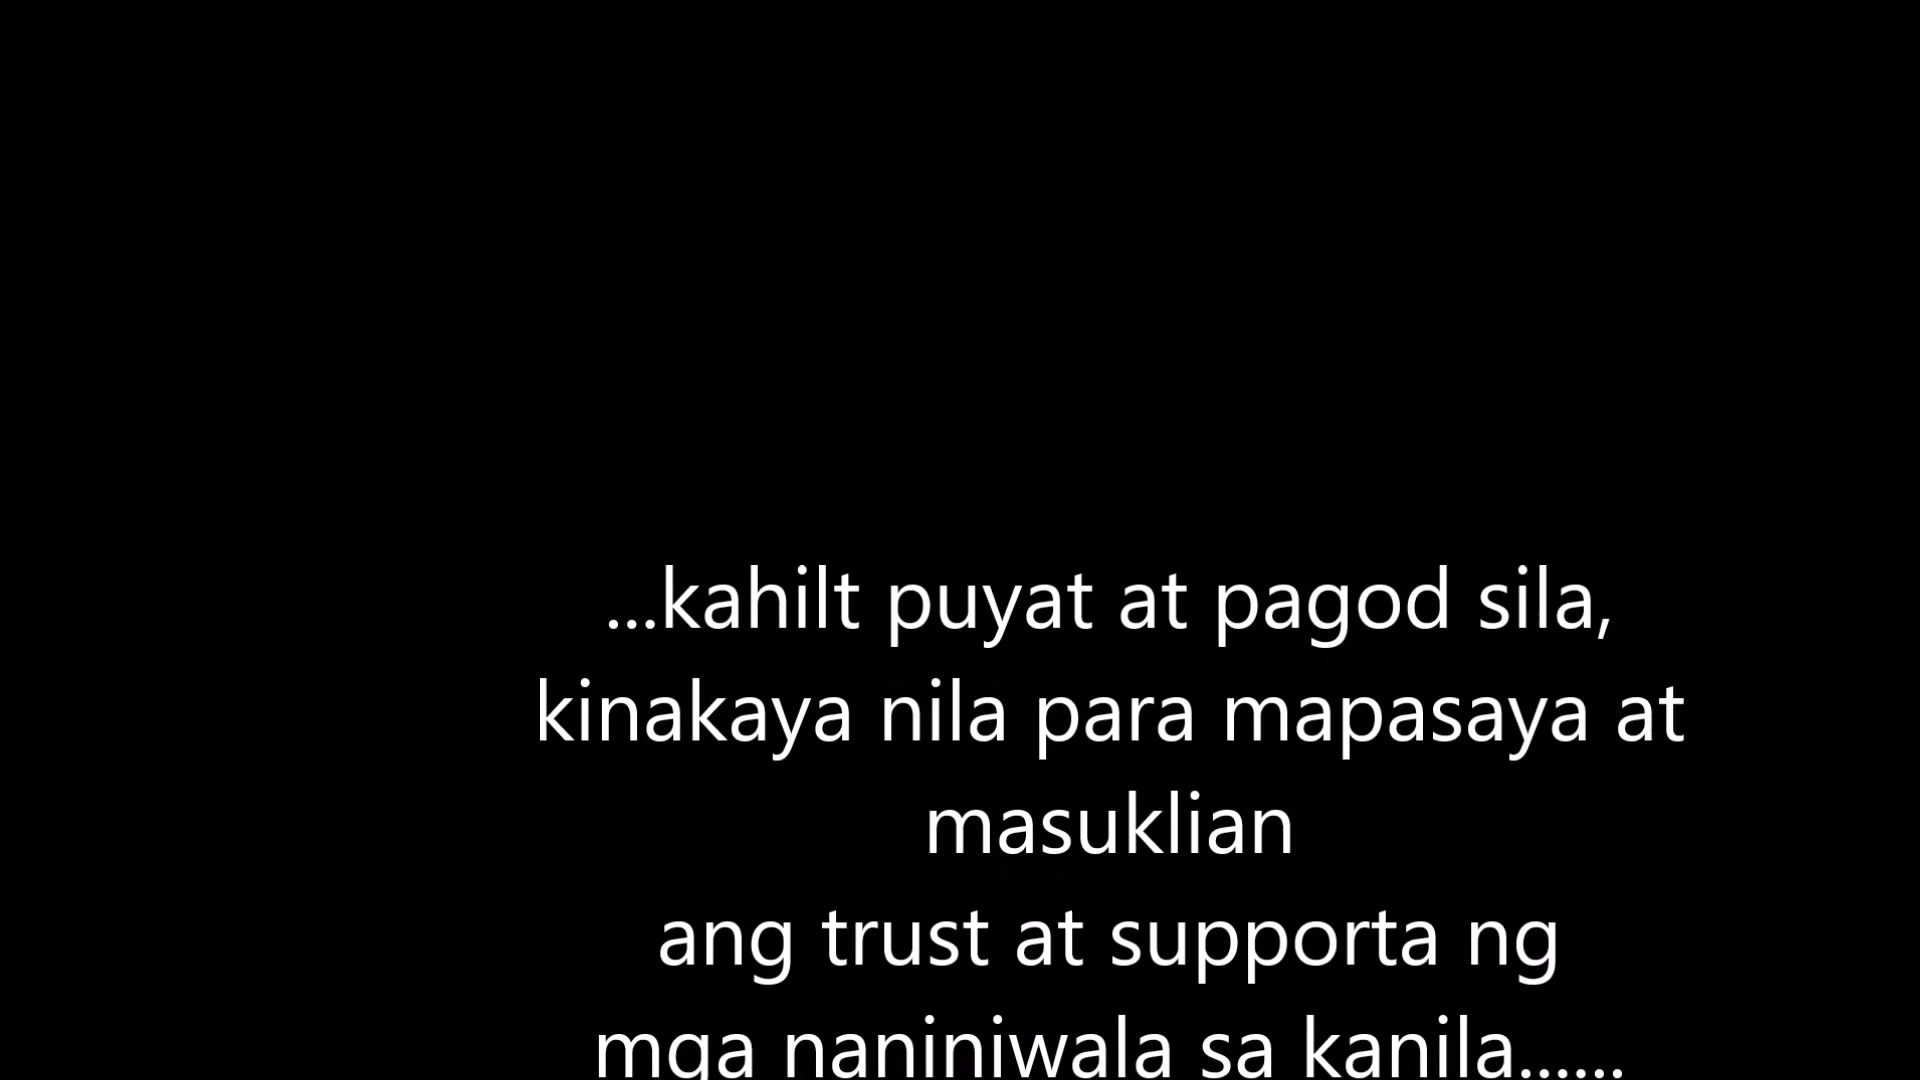 ...kahilt puyat at pagod sila,
kinakaya nila para mapasaya at
masuklian
ang trust at supporta ng
mga naniniwala sa kanila......